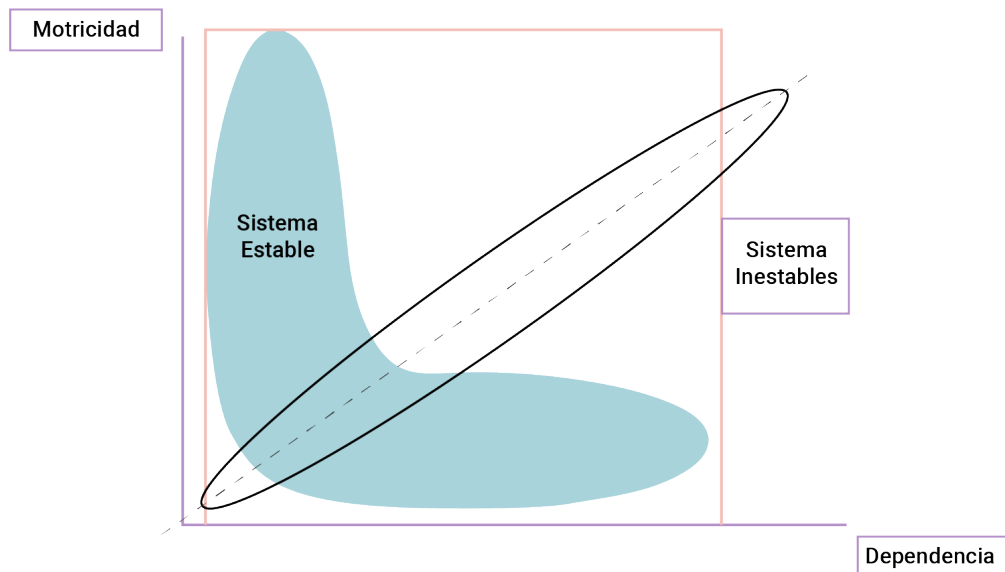 Motricidad
Sistema
Estable
Sistema
Inestables
Dependencia